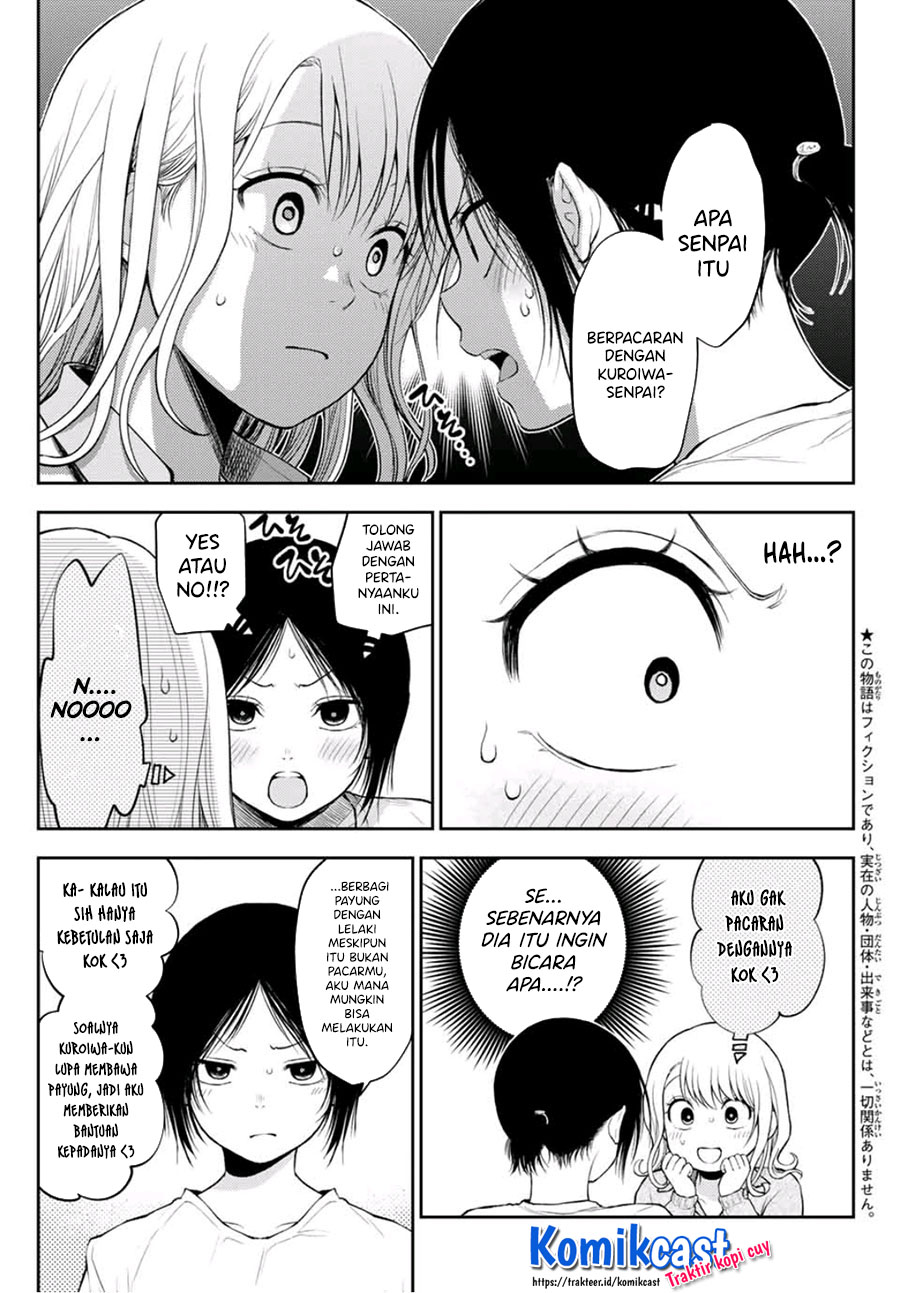 APA
SENPAI
ITU
BERPACARAN
DENGAN
KUROIWA-
SENPAI?
HAH...?
TOLONG
JAWAB
DENGAN
PERTA-
NYAANKU
INI.
YES
ATAU
NO!!?
N....
NOOOO
...
AKU GAK
PACARAN
DENGANNYA
KOK <3
SE...
SEBENARNYA
DIA ITU INGIN
BICARA
APA....!?
...BERBAGI
PAYUNG
DENGAN
LELAKI
MESKIPUN
ITU BUKAN
PACARMU,
AKU MANA
MUNGKIN
BISA
MELAKUKAN
ITU.
KA- KALAU ITU
SIH HANYA
KEBETULAN SAJA
KOK <3
SOALNYA
KUROIWA-KUN
LUPA MEMBAWA
PAYUNG, JADI AKU
MEMBERIKAN
BANTUAN
KEPADANYA <3
★この物語はフィクションであり、実在の人物・団体・出来事などとは、一切関係ありません。
Komikcast
Traktir kopi cuy
https://trakteer.id/komikcast